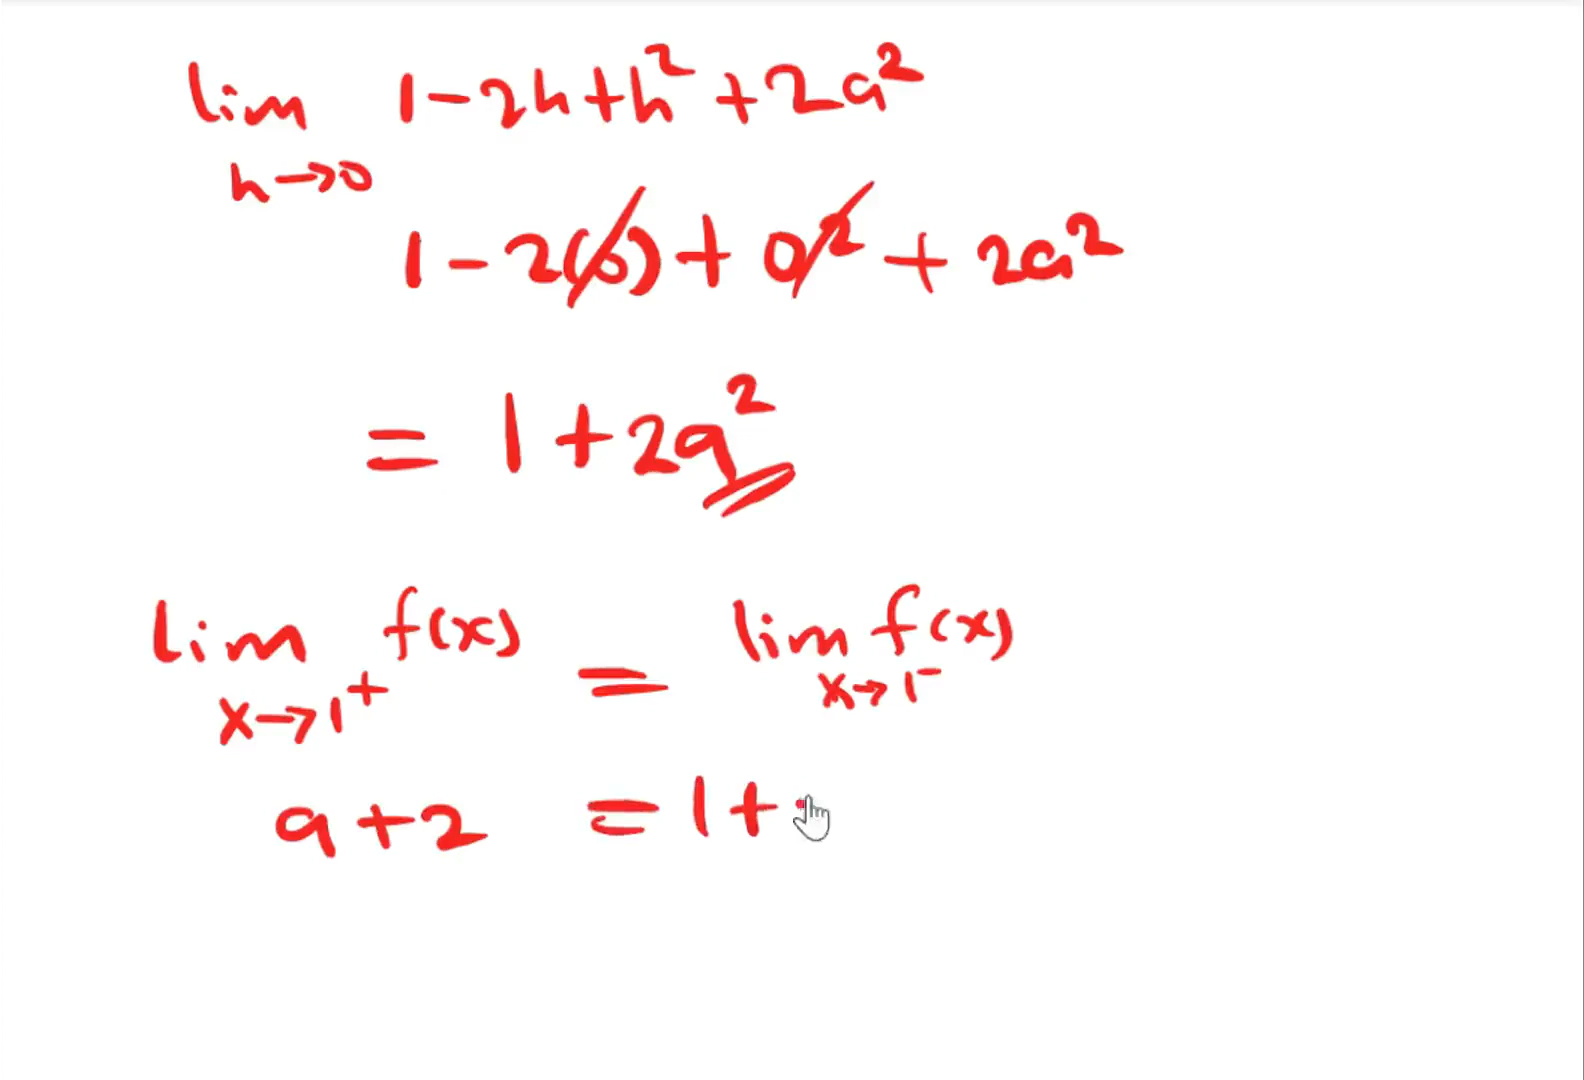 lim 1-2h+h²+2a²
h→0
1-2(0)+0²+2a²
= 1+2a²
lim f(x) = lim f(x)
x→1⁺ x→1⁻
a+2 =1+